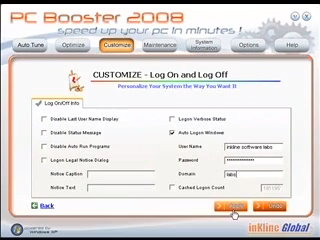 PC Booster 2008
speed up your pc in minutes !
Auto Tune
Optimize
Customize
Maintenance
System Information
Options
Help
CUSTOMIZE - Log On and Log Off
Personalize Your System the Way You Want It
Log On/Off Info
Disable Last User Name Display
Logon Verbose Status
Disable Status Message
Auto Logon Windows
Disable Auto Run Programs
User Name
inkline software labs
Logon Legal Notice Dialog
Password
**************
Notice Caption
Domain
labs
Notice Text
Cached Logon Count
Back
Undo
Windows XP
inKline Global